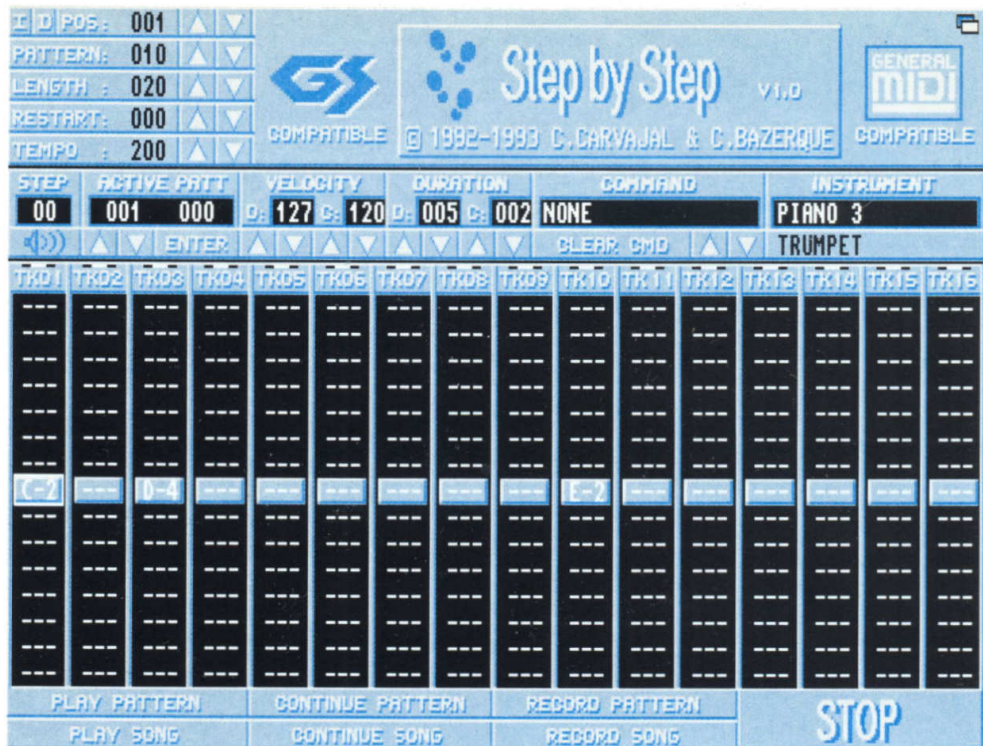 I D POS: 001
PATTERN: 010
LENGTH : 020
RESTART: 000
TEMPO : 200
GS
COMPATIBLE
Step by Step V1.0
© 1992-1993 C.CARVAJAL & C.BAZERQUE
GENERAL
MIDI
COMPATIBLE
STEP ACTIVE PATT VELOCITY DURATION COMMAND INSTRUMENT
00 001 000 D: 127 C: 120 D: 005 C: 002 NONE PIANO 3
ENTER CLEAR CMD TRUMPET
TK01 TK02 TK03 TK04 TK05 TK06 TK07 TK08 TK09 TK10 TK11 TK12 TK13 TK14 TK15 TK16
--- --- --- --- --- --- --- --- --- --- --- --- --- --- --- ---
--- --- --- --- --- --- --- --- --- --- --- --- --- --- --- ---
--- --- --- --- --- --- --- --- --- --- --- --- --- --- --- ---
--- --- --- --- --- --- --- --- --- --- --- --- --- --- --- ---
--- --- --- --- --- --- --- --- --- --- --- --- --- --- --- ---
--- --- --- --- --- --- --- --- --- --- --- --- --- --- --- ---
--- --- --- --- --- --- --- --- --- --- --- --- --- --- --- ---
C-2 --- D-4 --- --- --- --- --- --- E-2 --- --- --- --- --- ---
--- --- --- --- --- --- --- --- --- --- --- --- --- --- --- ---
--- --- --- --- --- --- --- --- --- --- --- --- --- --- --- ---
--- --- --- --- --- --- --- --- --- --- --- --- --- --- --- ---
--- --- --- --- --- --- --- --- --- --- --- --- --- --- --- ---
--- --- --- --- --- --- --- --- --- --- --- --- --- --- --- ---
--- --- --- --- --- --- --- --- --- --- --- --- --- --- --- ---
--- --- --- --- --- --- --- --- --- --- --- --- --- --- --- ---
PLAY PATTERN CONTINUE PATTERN RECORD PATTERN
PLAY SONG CONTINUE SONG RECORD SONG
STOP